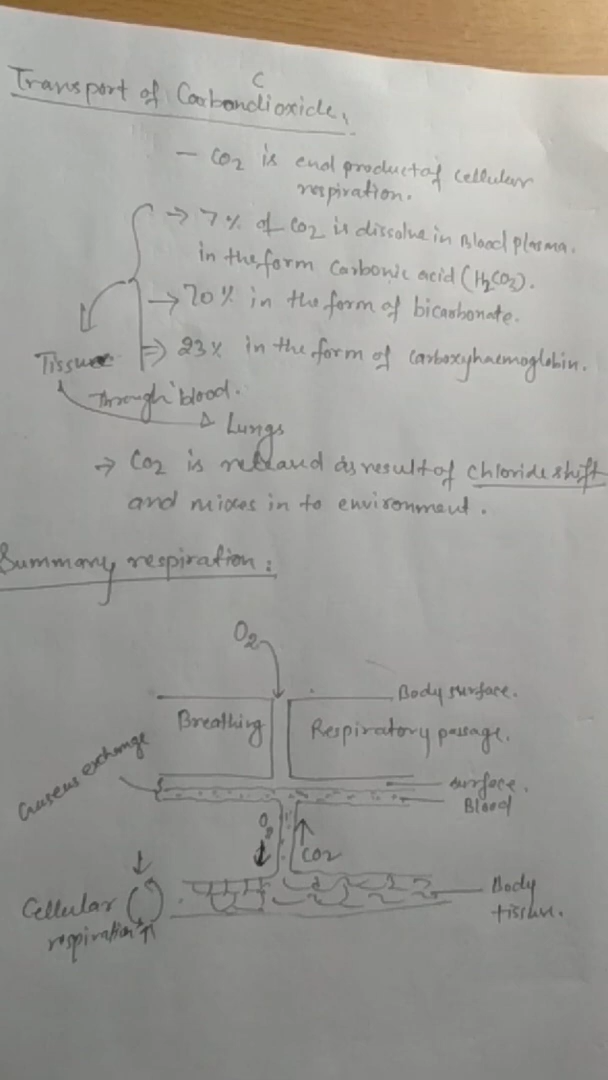 C
Transport of Carbondioxide,
- CO2 is end product of cellular
respiration.
→ 7% of CO2 is dissolve in Blood plasma.
in the form Carbonic acid (H2CO3).
→ 70% in the form of bicarbonate.
⇒ 23% in the form of Carboxyhaemoglobin.
Tissue
Through blood.
Lungs
→ CO2 is as result of chloride shift
and mixes in to environment.
Summary respiration:
O2
Body surface.
Breathing
Respiratory passage.
Gaseus exchange
surface.
Blood
O2
CO2
Cellular
respiration
Body
tissue.